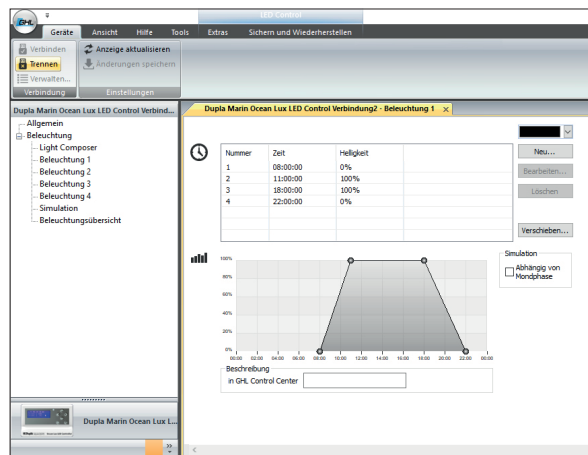 LED Control
GHL
Geräte Ansicht Hilfe Tools Extras Sichern und Wiederherstellen
Verbinden
Trennen
Verwalten...
Verbindung
Anzeige aktualisieren
Änderungen speichern
Einstellungen
Dupla Marin Ocean Lux LED Control Verbind...
Allgemein
Beleuchtung
Light Composer
Beleuchtung 1
Beleuchtung 2
Beleuchtung 3
Beleuchtung 4
Simulation
Beleuchtungsübersicht
Dupla Marin Ocean Lux L...
Dupla Marin Ocean Lux LED Control Verbindung2 - Beleuchtung 1
Nummer Zeit Helligkeit
1 08:00:00 0%
2 11:00:00 100%
3 18:00:00 100%
4 22:00:00 0%
Neu...
Bearbeiten...
Löschen
Verschieben...
Simulation
Abhängig von
Mondphase
100%
80%
60%
40%
20%
0%
00:00 02:00 04:00 06:00 08:00 10:00 12:00 14:00 16:00 18:00 20:00 22:00 00:00
Beschreibung
in GHL Control Center